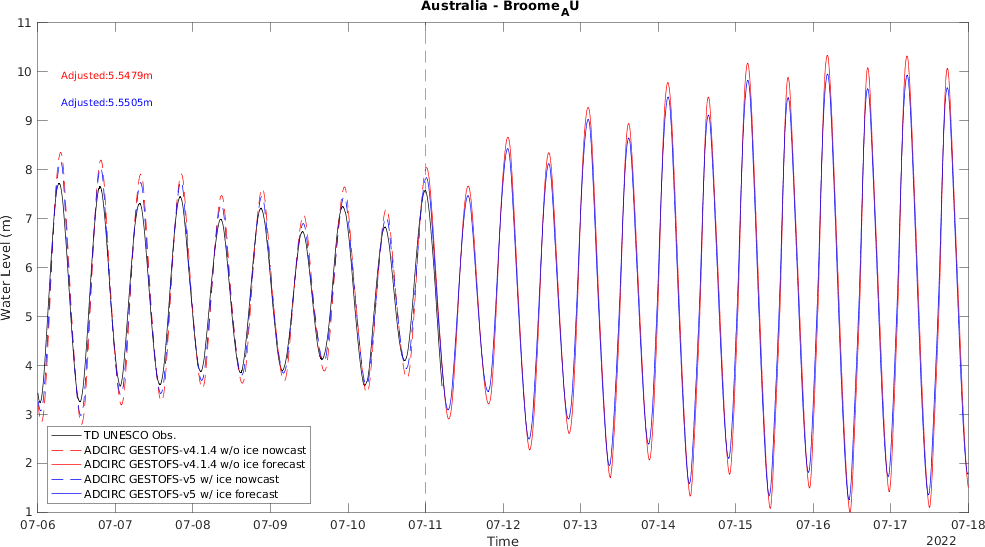 Australia - Broome_AU
Adjusted:5.5479m
Adjusted:5.5505m
Water Level (m)
11
10
9
8
7
6
5
4
3
2
1
TD UNESCO Obs.
ADCIRC GESTOFS-v4.1.4 w/o ice nowcast
ADCIRC GESTOFS-v4.1.4 w/o ice forecast
ADCIRC GESTOFS-v5 w/ ice nowcast
ADCIRC GESTOFS-v5 w/ ice forecast
07-06 07-07 07-08 07-09 07-10 07-11 07-12 07-13 07-14 07-15 07-16 07-17 07-18
Time
2022